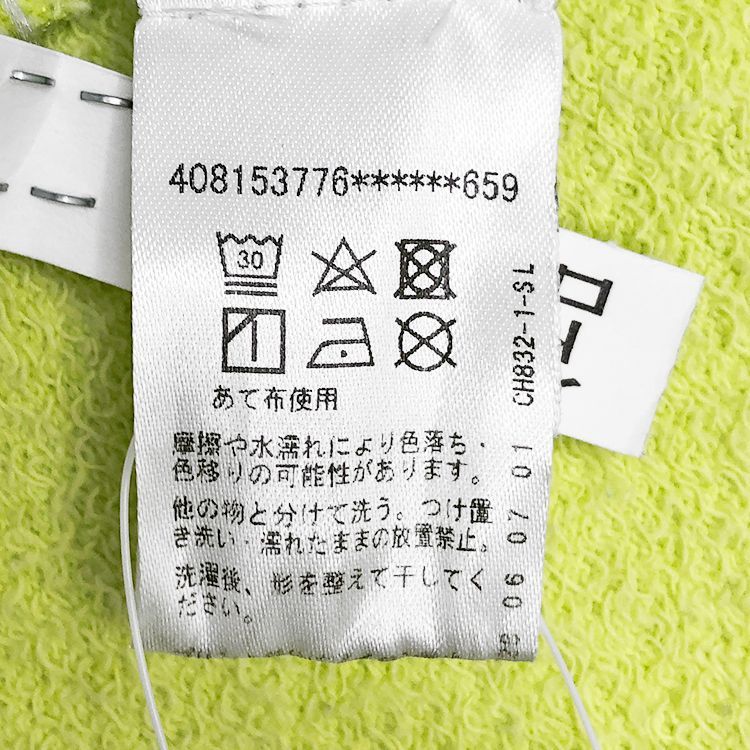 408153776******659
30
あて布使用
摩擦や水濡れにより色落ち・
色移りの可能性があります。
他の物と分けて洗う。つけ置
き洗い・濡れたままの放置禁止。
洗濯後、形を整えて干してく
ださい。
06 07 01 CH832-1-SL